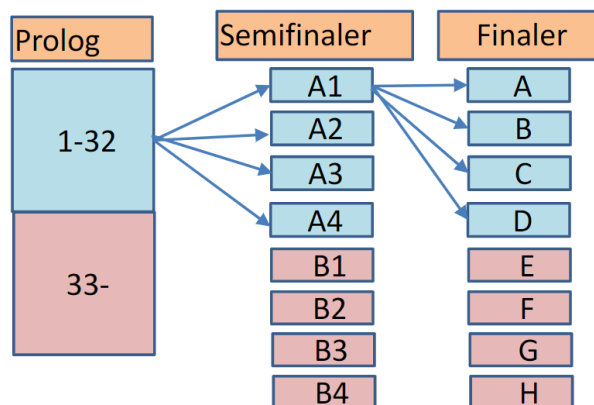 Prolog Semifinaler Finaler
1-32
33-
A1 A
A2 B
A3 C
A4 D
B1 E
B2 F
B3 G
B4 H